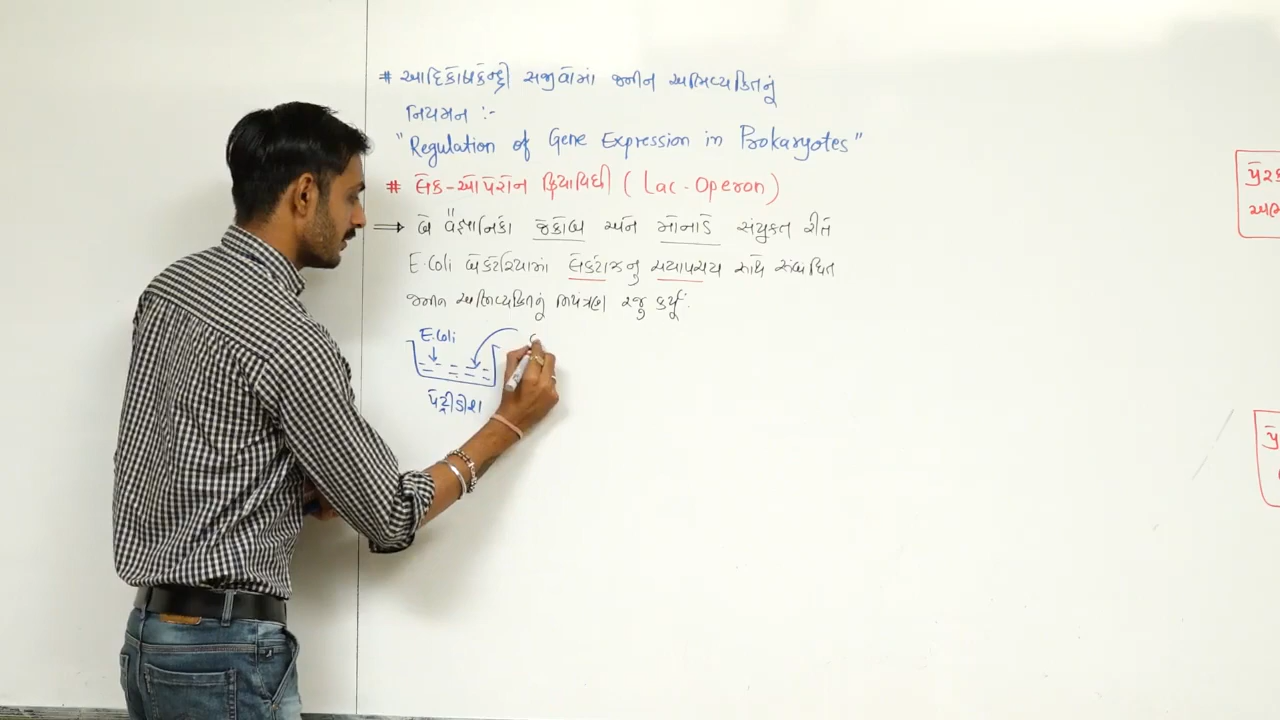 # આદિકોષકેન્દ્રી સજીવોમાં જનીન અભિવ્યક્તિનું
નિયમન :-
"Regulation of Gene Expression in Prokaryotes"
# લેક-ઓપેરોન ક્રિયાવિધી ( Lac - Operon )
⇒ બે વૈજ્ઞાનિકો જેકોબ અને મોનાડે સંયુક્ત રીતે
E.Coli બેક્ટેરિયામાં લેક્ટોઝનું ચયાપચય સાથે સંબંધિત
જનીન અભિવ્યક્તિનું નિયંત્રણ રજુ કર્યું.
E.Coli
પેટ્રીડીશ